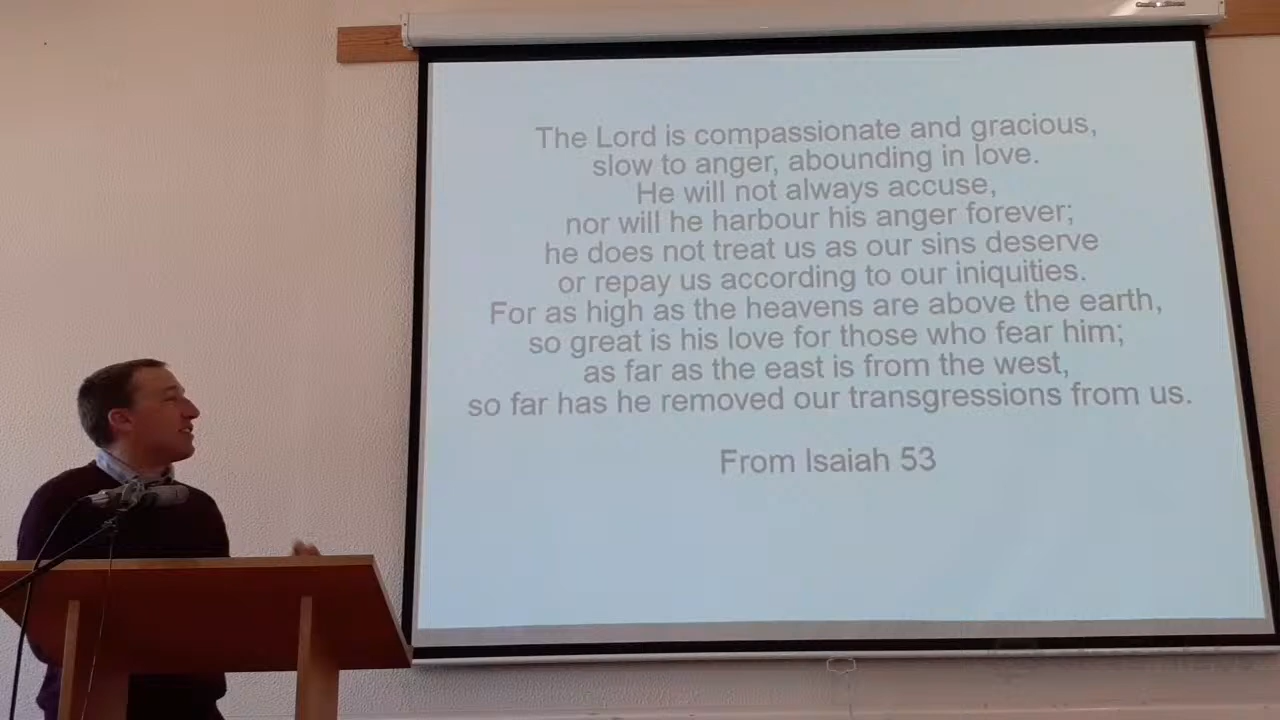 The Lord is compassionate and gracious,
slow to anger, abounding in love.
He will not always accuse,
nor will he harbour his anger forever;
he does not treat us as our sins deserve
or repay us according to our iniquities.
For as high as the heavens are above the earth,
so great is his love for those who fear him;
as far as the east is from the west,
so far has he removed our transgressions from us.
From Isaiah 53